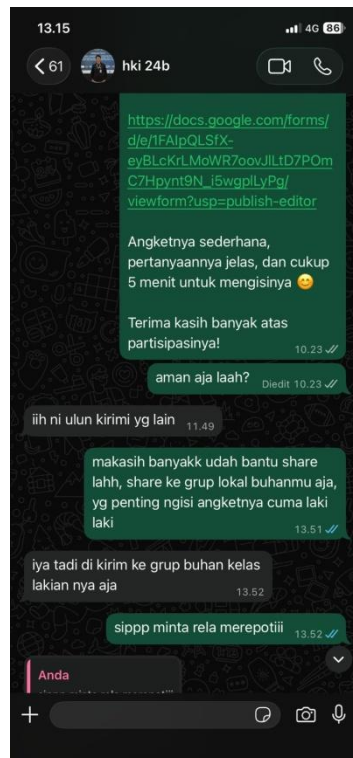 13.15
4G 86
61
hki 24b
https://docs.google.com/forms/
d/e/1FAIpQLSfX-
eyBLcKrLMoWR7oovJlLtD7POm
C7Hpynt9N_i5wgplLyPg/
viewform?usp=publish-editor
Angketnya sederhana,
pertanyaannya jelas, dan cukup
5 menit untuk mengisinya 😊
Terima kasih banyak atas
partisipasinya!
10.23
aman aja laah?
Diedit 10.23
iih ni ulun kirimi yg lain
11.49
makasih banyakk udah bantu share
lahh, share ke grup lokal buhanmu aja,
yg penting ngisi angketnya cuma laki
laki
13.51
iya tadi di kirim ke grup buhan kelas
lakian nya aja
13.52
sippp minta rela merepotiii
13.52
Anda